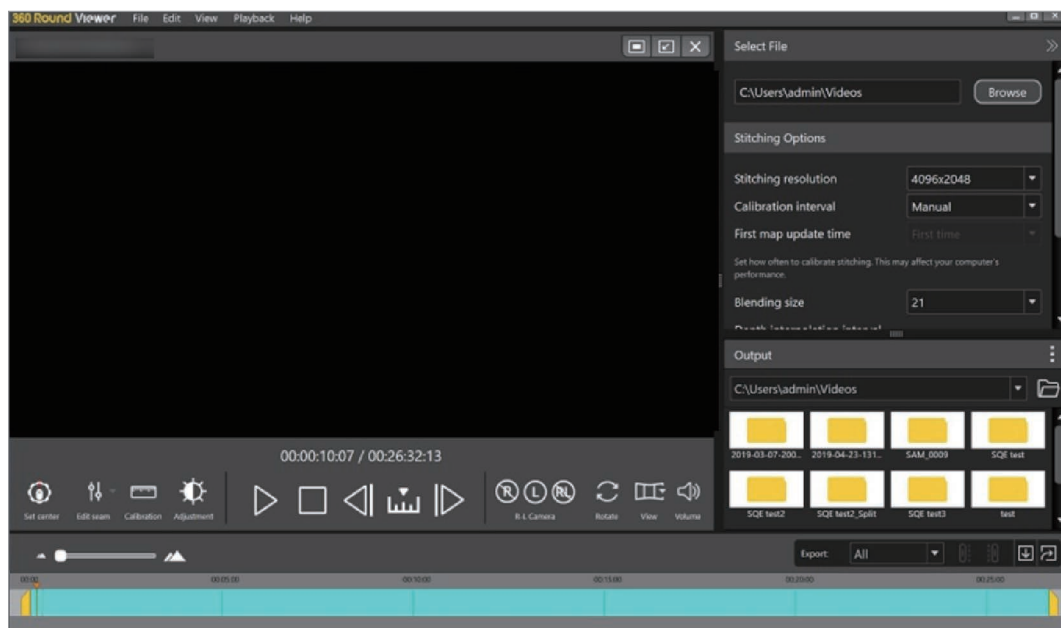 360 Round Viewer File Edit View Playback Help
Select File
C:\Users\admin\Videos Browse
Stitching Options
Stitching resolution 4096x2048
Calibration interval Manual
First map update time First time
Set how often to calibrate stitching. This may affect your computer's
performance.
Blending size 21
Depth interpolation interval
Output
C:\Users\admin\Videos
2019-03-07-200... 2019-04-23-131... SAM_0009 SQE test
SQE test2 SQE test2_Split SQE test3 test
00:00:10:07 / 00:26:32:13
R L RL
Set center Edit seam Calibration Adjustment R-L Camera Rotate View Volume
Export: All
00:00 00:05:00 00:10:00 00:15:00 00:20:00 00:25:00